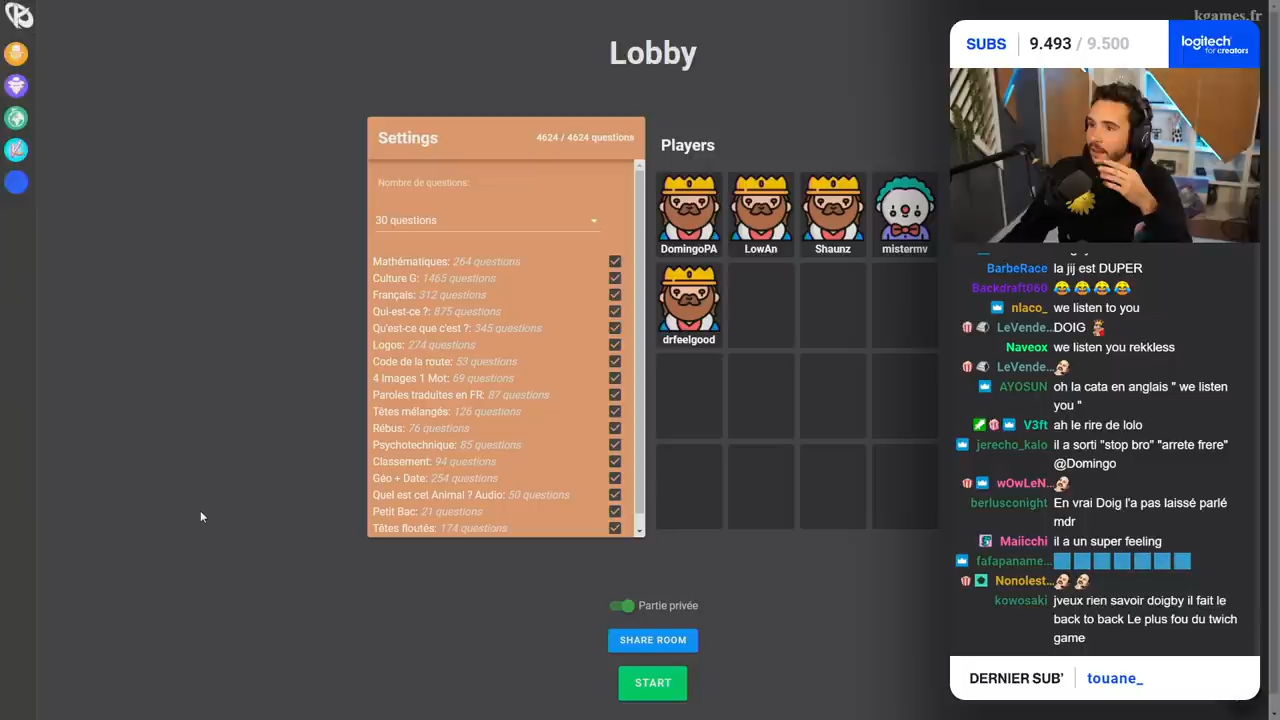 kgames.fr
Lobby
Settings
4624 / 4624 questions
Nombre de questions:
30 questions
Mathématiques: 264 questions
Culture G: 1465 questions
Français: 312 questions
Qui-est-ce ?: 875 questions
Qu'est-ce que c'est ?: 345 questions
Logos: 274 questions
Code de la route: 53 questions
4 Images 1 Mot: 69 questions
Paroles traduites en FR: 87 questions
Têtes mélangés: 126 questions
Rébus: 76 questions
Psychotechnique: 85 questions
Classement: 94 questions
Géo + Date: 254 questions
Quel est cet Animal ? Audio: 50 questions
Petit Bac: 21 questions
Têtes floutés: 174 questions
Players
DomingoPA
LowAn
Shaunz
mistermv
drfeelgood
Partie privée
SHARE ROOM
START
SUBS
9.493 / 9.500
logitech
for creators
BarbeRace la jij est DUPER
Backdraft060
nlaco_ we listen to you
LeVende... DOIG
Naveox we listen you rekkless
LeVende...
AYOSUN oh la cata en anglais " we listen
you "
V3ft ah le rire de lolo
jerecho_kalo il a sorti "stop bro" "arrete frere"
@Domingo
wOwLeN...
berlusconight En vrai Doig l'a pas laissé parlé
mdr
Maiicchi il a un super feeling
fafapaname...
Nonolest...
kowosaki jveux rien savoir doigby il fait le
back to back Le plus fou du twich
game
DERNIER SUB'
touane_